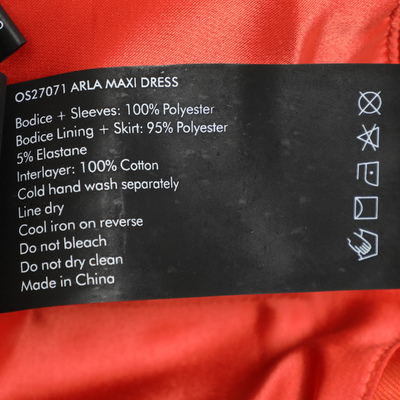 OS27071 ARLA MAXI DRESS
Bodice + Sleeves: 100% Polyester
Bodice Lining + Skirt: 95% Polyester
5% Elastane
Interlayer: 100% Cotton
Cold hand wash separately
Line dry
Cool iron on reverse
Do not bleach
Do not dry clean
Made in China